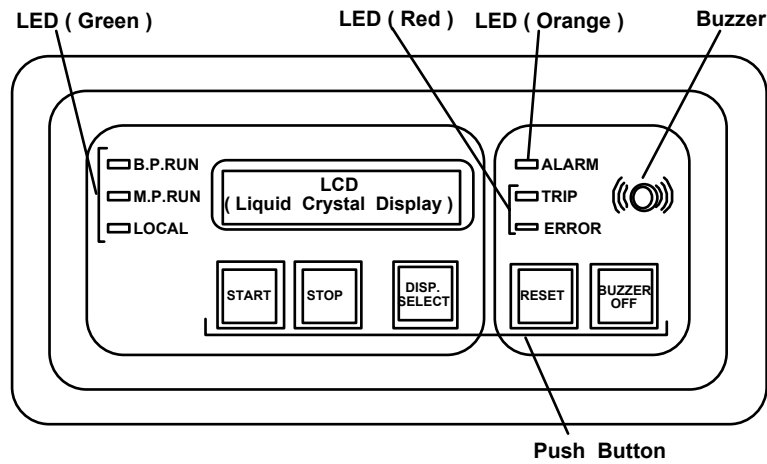 LED ( Green )
LED ( Red )
LED ( Orange )
Buzzer
B.P.RUN
M.P.RUN
LOCAL
LCD
( Liquid Crystal Display )
ALARM
TRIP
ERROR
START
STOP
DISP.
SELECT
RESET
BUZZER
OFF
Push Button